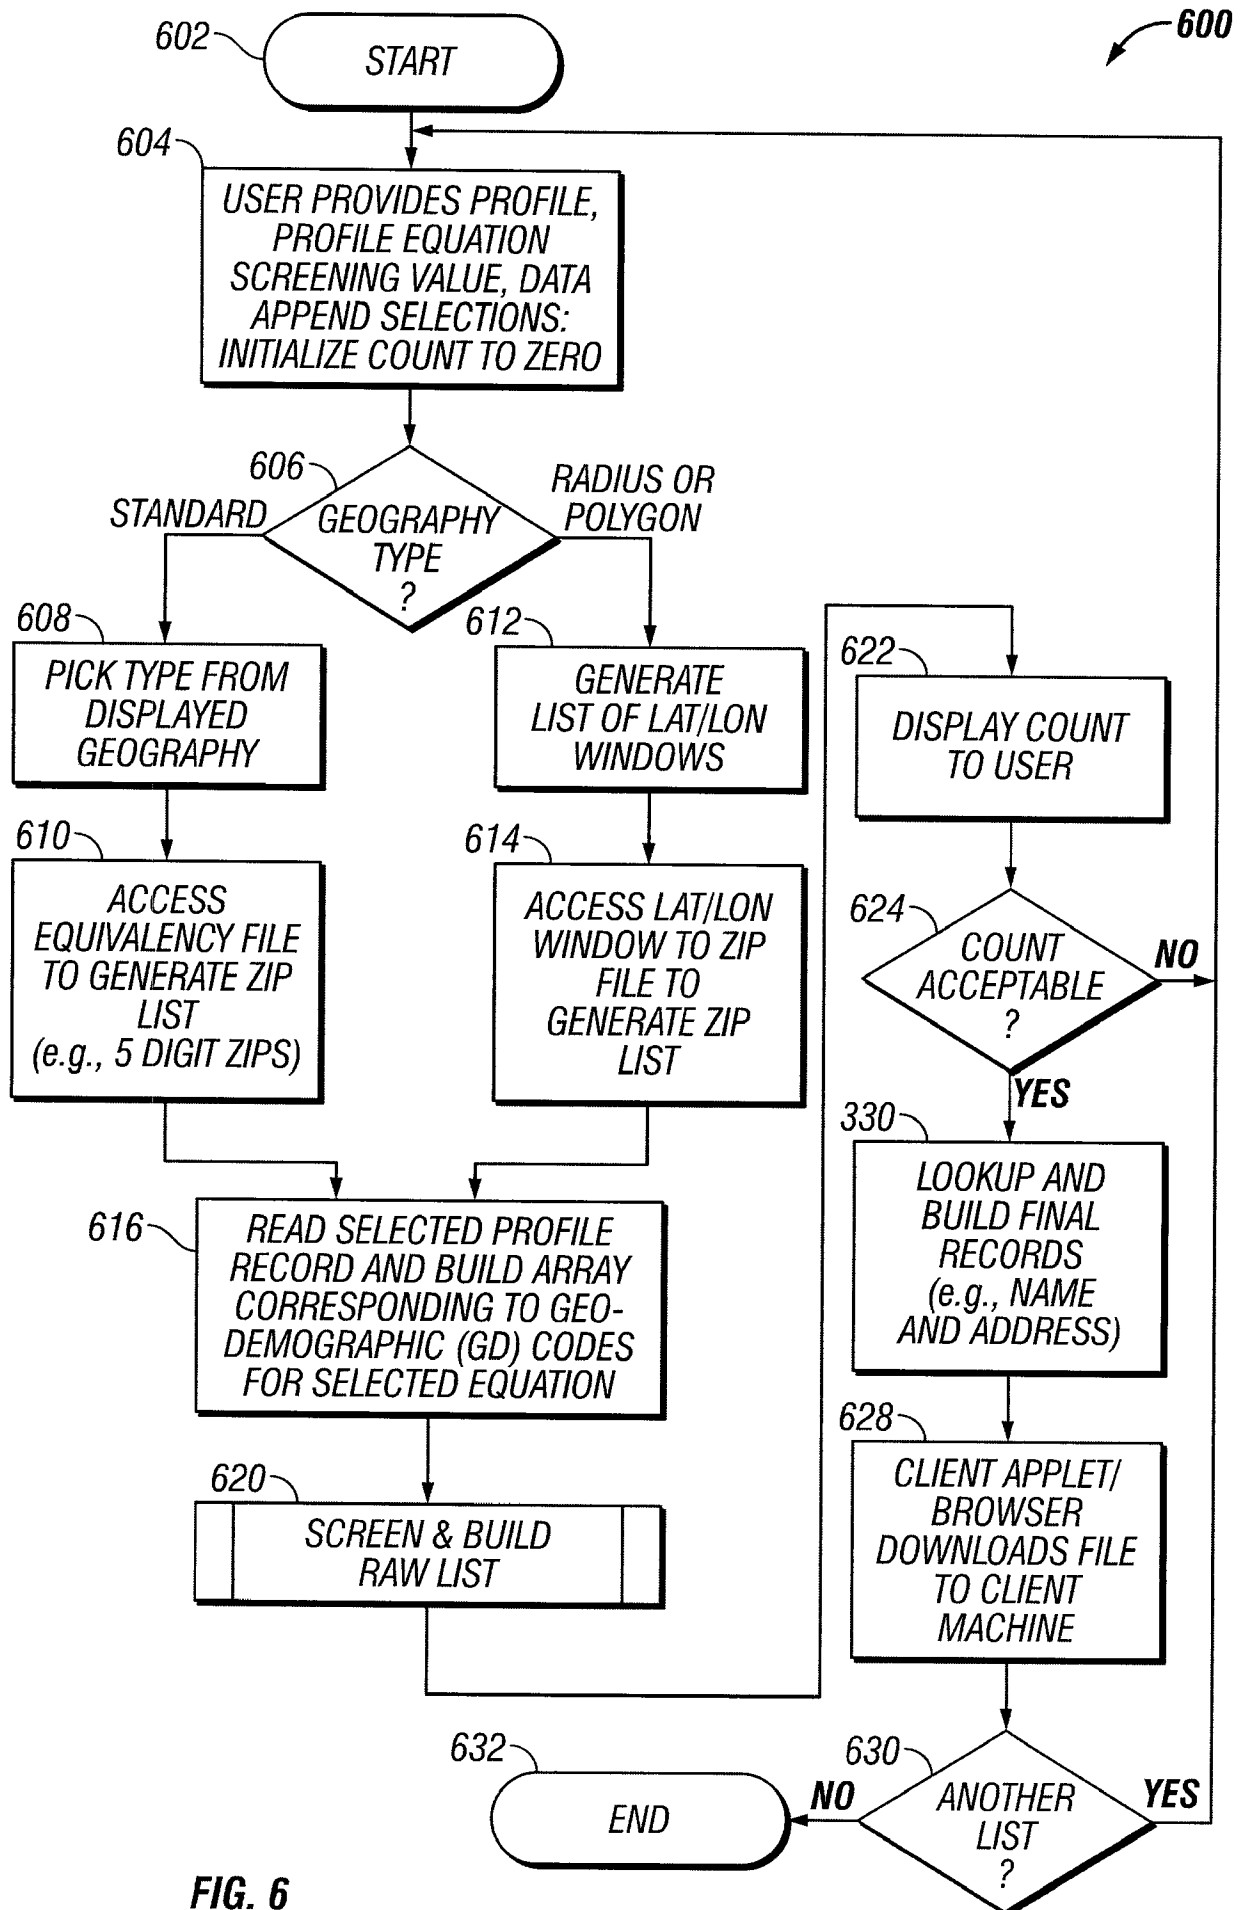 600
602
START
604
USER PROVIDES PROFILE,
PROFILE EQUATION
SCREENING VALUE, DATA
APPEND SELECTIONS:
INITIALIZE COUNT TO ZERO
606
GEOGRAPHY
TYPE
?
STANDARD
RADIUS OR
POLYGON
608
PICK TYPE FROM
DISPLAYED
GEOGRAPHY
610
ACCESS
EQUIVALENCY FILE
TO GENERATE ZIP
LIST
(e.g., 5 DIGIT ZIPS)
612
GENERATE
LIST OF LAT/LON
WINDOWS
614
ACCESS LAT/LON
WINDOW TO ZIP
FILE TO
GENERATE ZIP
LIST
616
READ SELECTED PROFILE
RECORD AND BUILD ARRAY
CORRESPONDING TO GEO-
DEMOGRAPHIC (GD) CODES
FOR SELECTED EQUATION
620
SCREEN & BUILD
RAW LIST
622
DISPLAY COUNT
TO USER
624
COUNT
ACCEPTABLE
?
NO
YES
330
LOOKUP AND
BUILD FINAL
RECORDS
(e.g., NAME
AND ADDRESS)
628
CLIENT APPLET/
BROWSER
DOWNLOADS FILE
TO CLIENT
MACHINE
630
ANOTHER
LIST
?
YES
NO
632
END
FIG. 6